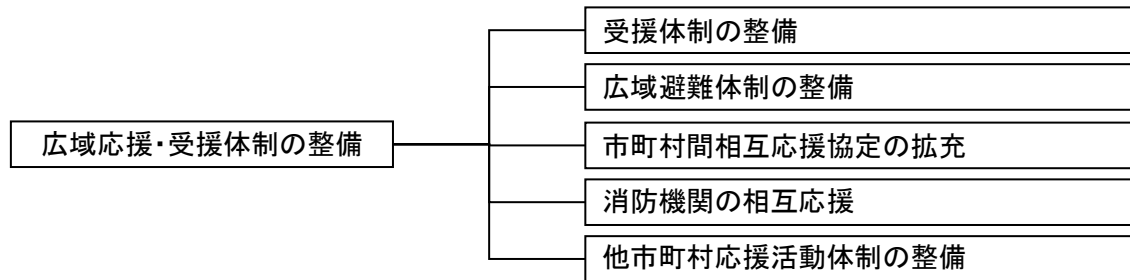 受援体制の整備
広域避難体制の整備
広域応援・受援体制の整備
市町村間相互応援協定の拡充
消防機関の相互応援
他市町村応援活動体制の整備